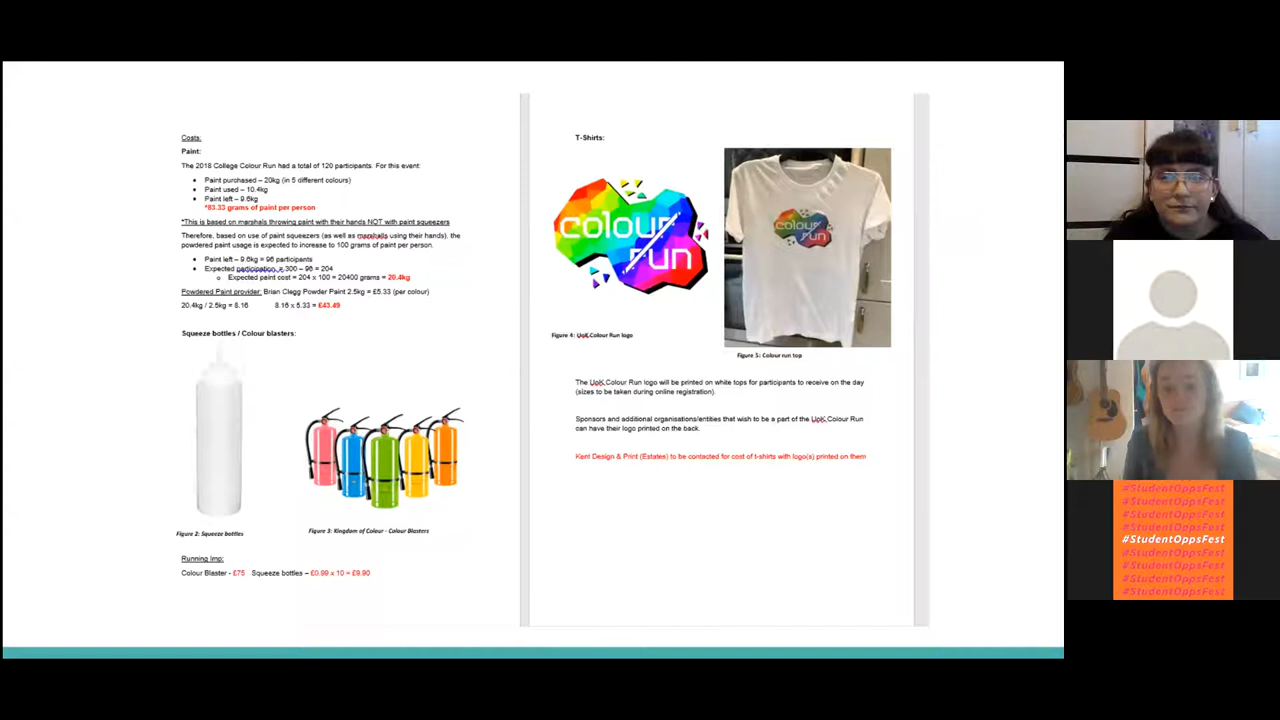 Costs:
Paint:
The 2018 College Colour Run had a total of 120 participants. For this event:
• Paint purchased – 20kg (in 5 different colours)
• Paint used – 10.4kg
• Paint left – 9.6kg
*83.33 grams of paint per person
*This is based on marshals throwing paint with their hands NOT with paint squeezers
Therefore, based on use of squeezers (as well as marshalls using their hands), the
powdered paint usage is expected to increase to 100 grams of paint per person.
• Paint left – 9.6kg = 96 participants
• Expected participation = 300 – 96 = 204
o Expected paint cost = 204 x 100 = 20400 grams = 20.4kg
Powdered Paint provider: Brian Clegg Powder Paint 2.5kg = £5.33 (per colour)
20.4kg / 2.5kg = 8.16 8.16 x 5.33 = £43.49
Squeeze bottles / Colour blasters:
Figure 2: Squeeze bottles
Figure 3: Kingdom of Colour - Colour Blasters
Running Imp:
Colour Blaster - £75 Squeeze bottles – £0.99 x 10 = £9.90
T-Shirts:
colour
run
colour
run
Figure 4: UoK Colour Run logo
Figure 5: Colour run top
The UoK Colour Run logo will be printed on white tops for participants to receive on the day
(sizes to be taken during online registration).
Sponsors and additional organisations/entities that wish to be a part of the UoK Colour Run
can have their logo printed on the back.
Kent Design & Print (Estates) to be contacted for cost of t-shirts with logo(s) printed on them
#StudentOppsFest
#StudentOppsFest
#StudentOppsFest
#StudentOppsFest
#StudentOppsFest
#StudentOppsFest
#StudentOppsFest
#StudentOppsFest
#StudentOppsFest